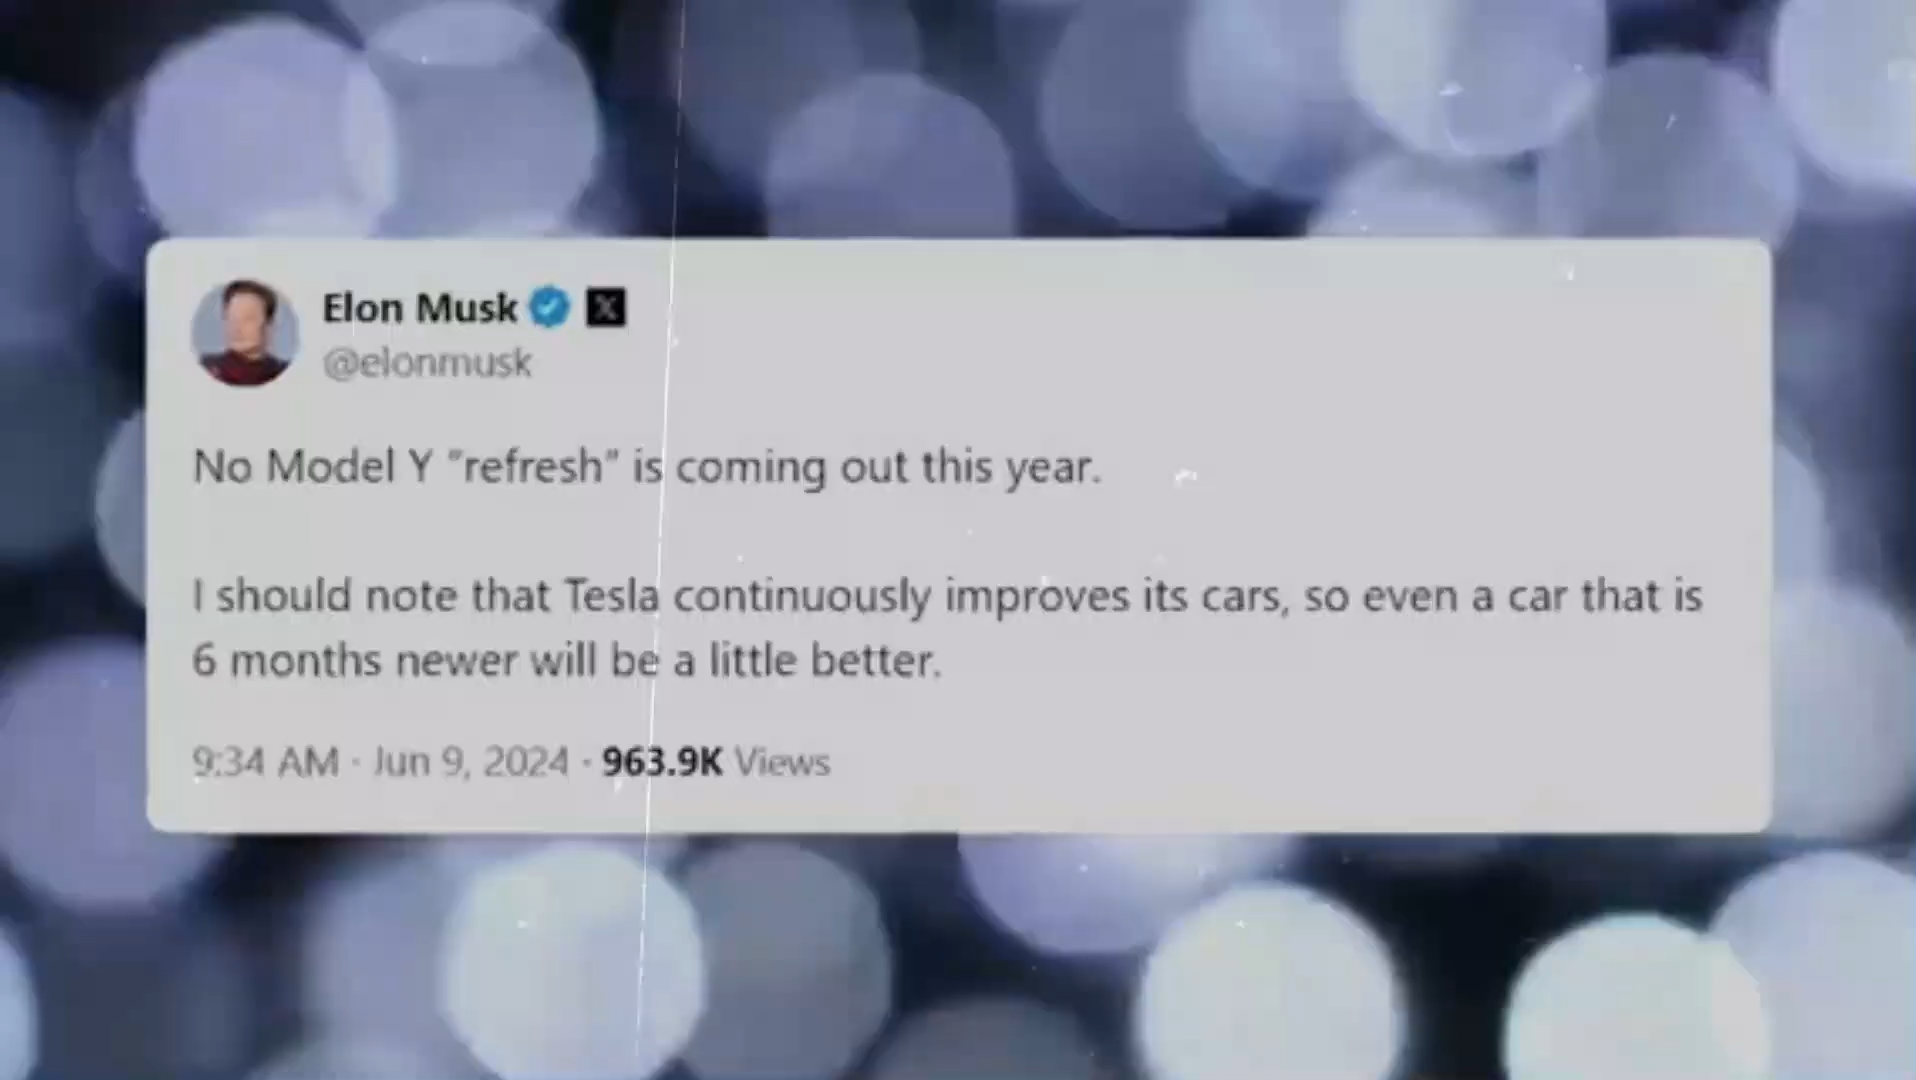 Elon Musk
@elonmusk
No Model Y "refresh" is coming out this year.
I should note that Tesla continuously improves its cars, so even a car that is
6 months newer will be a little better.
9:34 AM · Jun 9, 2024 · 963.9K Views